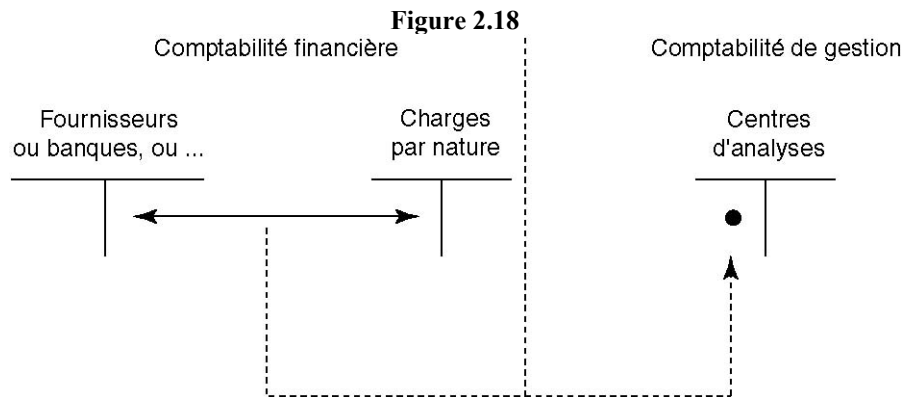 Figure 2.18
Comptabilité financière
Comptabilité de gestion
Fournisseurs
ou banques, ou ...
Charges
par nature
Centres
d'analyses